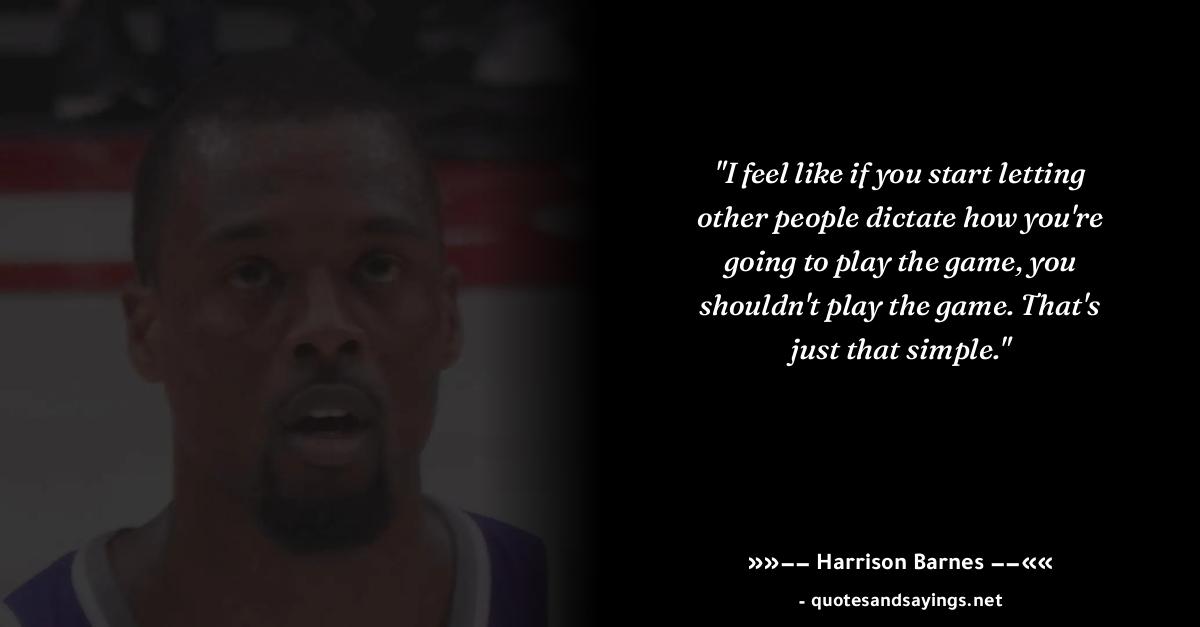 "I feel like if you start letting
other people dictate how you're
going to play the game, you
shouldn't play the game. That's
just that simple."
»»−− Harrison Barnes −−««
- quotesandsayings.net